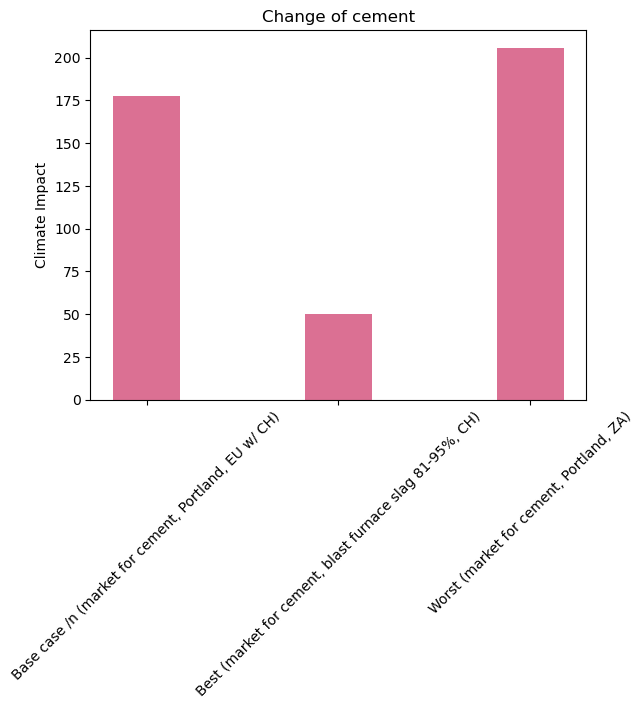 Change of cement
Climate Impact
200
175
150
125
100
75
50
25
0
Base case /n (market for cement, Portland, EU w/ CH)
Best (market for cement, blast furnace slag 81-95%, CH)
Worst (market for cement, Portland, ZA)